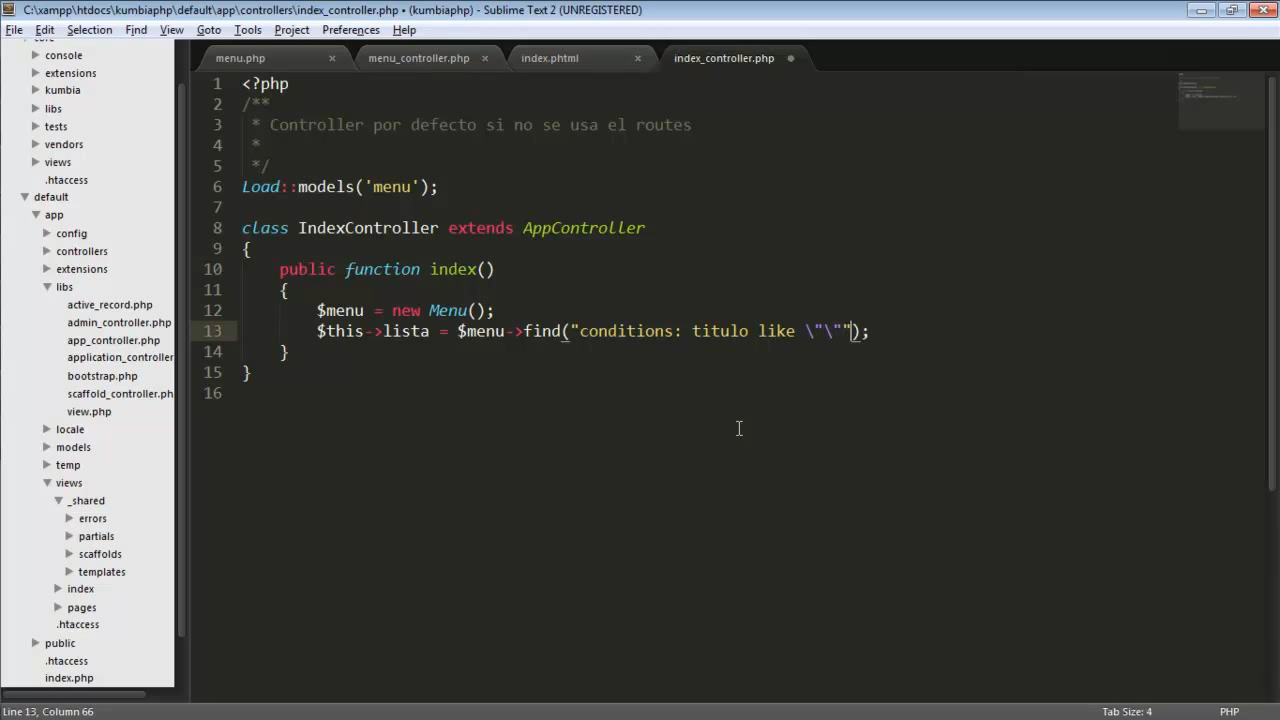 C:\xampp\htdocs\kumbiaphp\default\app\controllers\index_controller.php • (kumbiaphp) - Sublime Text 2 (UNREGISTERED)
File Edit Selection Find View Goto Tools Project Preferences Help
menu.php × menu_controller.php × index.phtml × index_controller.php
core
console
extensions
kumbia
libs
tests
vendors
views
.htaccess
default
app
config
controllers
extensions
libs
active_record.php
admin_controller.php
app_controller.php
application_controller
bootstrap.php
scaffold_controller.ph
view.php
locale
models
temp
views
_shared
errors
partials
scaffolds
templates
index
pages
.htaccess
public
.htaccess
index.php
1 <?php
2 /**
3 * Controller por defecto si no se usa el routes
4 *
5 */
6 Load::models('menu');
7
8 class IndexController extends AppController
9 {
10 public function index()
11 {
12 $menu = new Menu();
13 $this->lista = $menu->find("conditions: titulo like \"\"");
14 }
15 }
16
Line 13, Column 66 Tab Size: 4 PHP